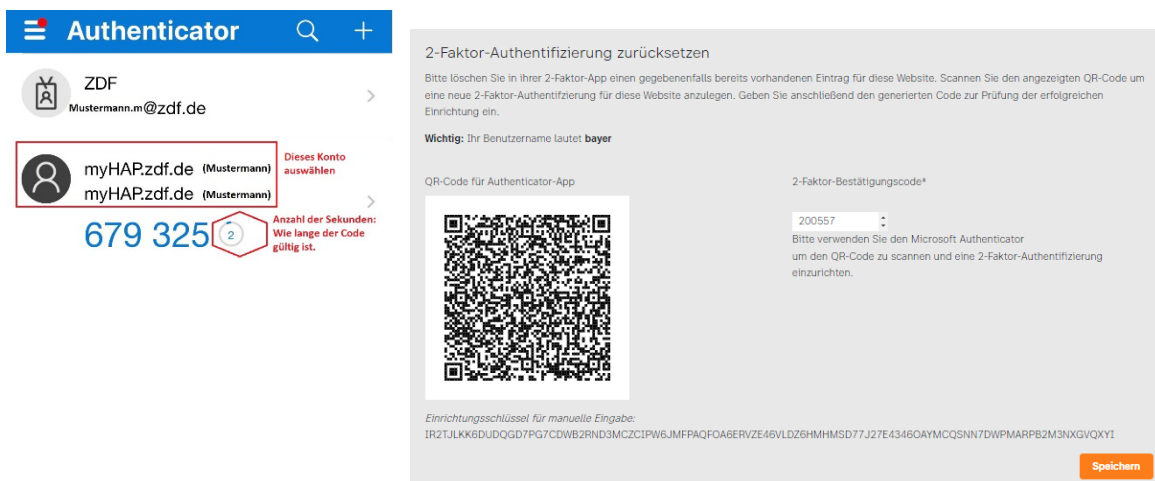 Authenticator
ZDF
Mustermann.m@zdf.de
myHAP.zdf.de (Mustermann)
myHAP.zdf.de (Mustermann)
Dieses Konto
auswählen
679 325
2
Anzahl der Sekunden:
Wie lange der Code
gültig ist.
2-Faktor-Authentifizierung zurücksetzen
Bitte löschen Sie in ihrer 2-Faktor-App einen gegebenenfalls bereits vorhandenen Eintrag für diese Website. Scannen Sie den angezeigten QR-Code um
eine neue 2-Faktor-Authentifzierung für diese Website anzulegen. Geben Sie anschließend den generierten Code zur Prüfung der erfolgreichen
Einrichtung ein.
Wichtig: Ihr Benutzername lautet bayer
QR-Code für Authenticator-App
2-Faktor-Bestätigungscode*
200557
Bitte verwenden Sie den Microsoft Authenticator
um den QR-Code zu scannen und eine 2-Faktor-Authentifizierung
einzurichten.
Einrichtungsschlüssel für manuelle Eingabe:
IR2TJLKK6DUDQGD7PG7CDWB2RND3MCZCIPW6JMFPAQFOA6ERVZE46VLDZ6HMHMSD77J27E4346OAYMCQSNN7DWPMARPB2M3NXGVQXYI
Speichern